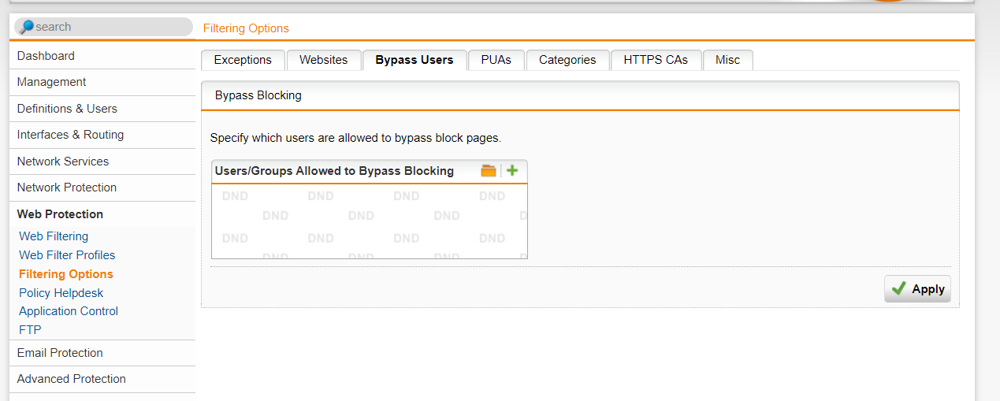 search
Filtering Options
Dashboard
Management
Definitions & Users
Interfaces & Routing
Network Services
Network Protection
Web Protection
Web Filtering
Web Filter Profiles
Filtering Options
Policy Helpdesk
Application Control
FTP
Email Protection
Advanced Protection
Exceptions Websites Bypass Users PUAs Categories HTTPS CAs Misc
Bypass Blocking
Specify which users are allowed to bypass block pages.
Users/Groups Allowed to Bypass Blocking
DND DND DND DND
DND DND DND D
DND DND DND DND
DND DND DND D
Apply